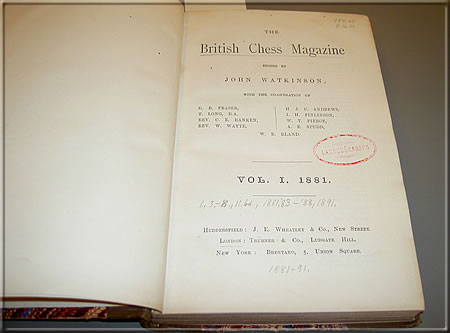 THE
British Chess Magazine
EDITED BY
JOHN WATKINSON,
WITH THE CO-OPERATION OF
G. B. FRASER,
T. LONG, B.A.
REV. C. E. RANKEN,
REV. W. WAYTE,
H. J. C. ANDREWS,
I. H. FINLINSON,
W. T. PIERCE,
A. E. STUDD,
W. R. BLAND.
VOL. I, 1881.
Huddersfield: J. E. Wheatley & Co., New Street.
London: Trubner & Co., Ludgate Hill.
New York: Brentano, 5, Union Square.
1881-91.